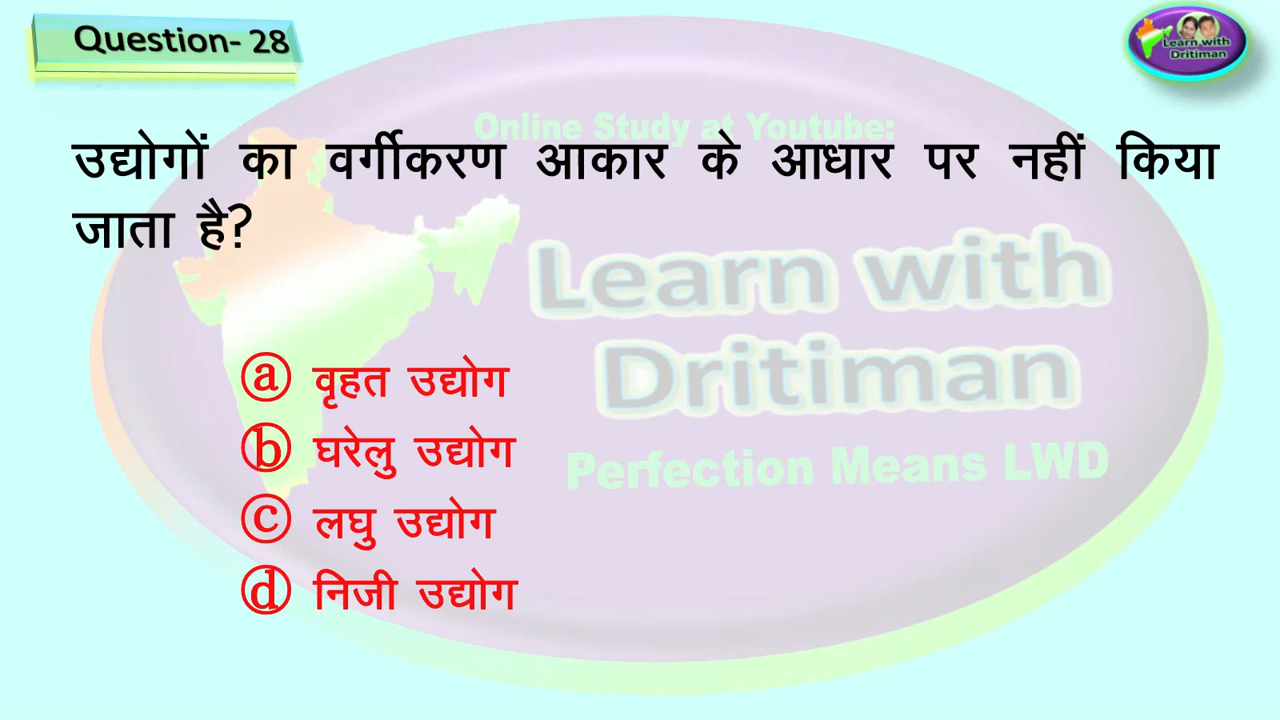 Question- 28
Learn with
Dritiman
Online Study at Youtube:
उद्योगों का वर्गीकरण आकार के आधार पर नहीं किया
जाता है?
Learn with
Dritiman
ⓐ वृहत उद्योग
ⓑ घरेलु उद्योग
Perfection Means LWD
ⓒ लघु उद्योग
ⓓ निजी उद्योग